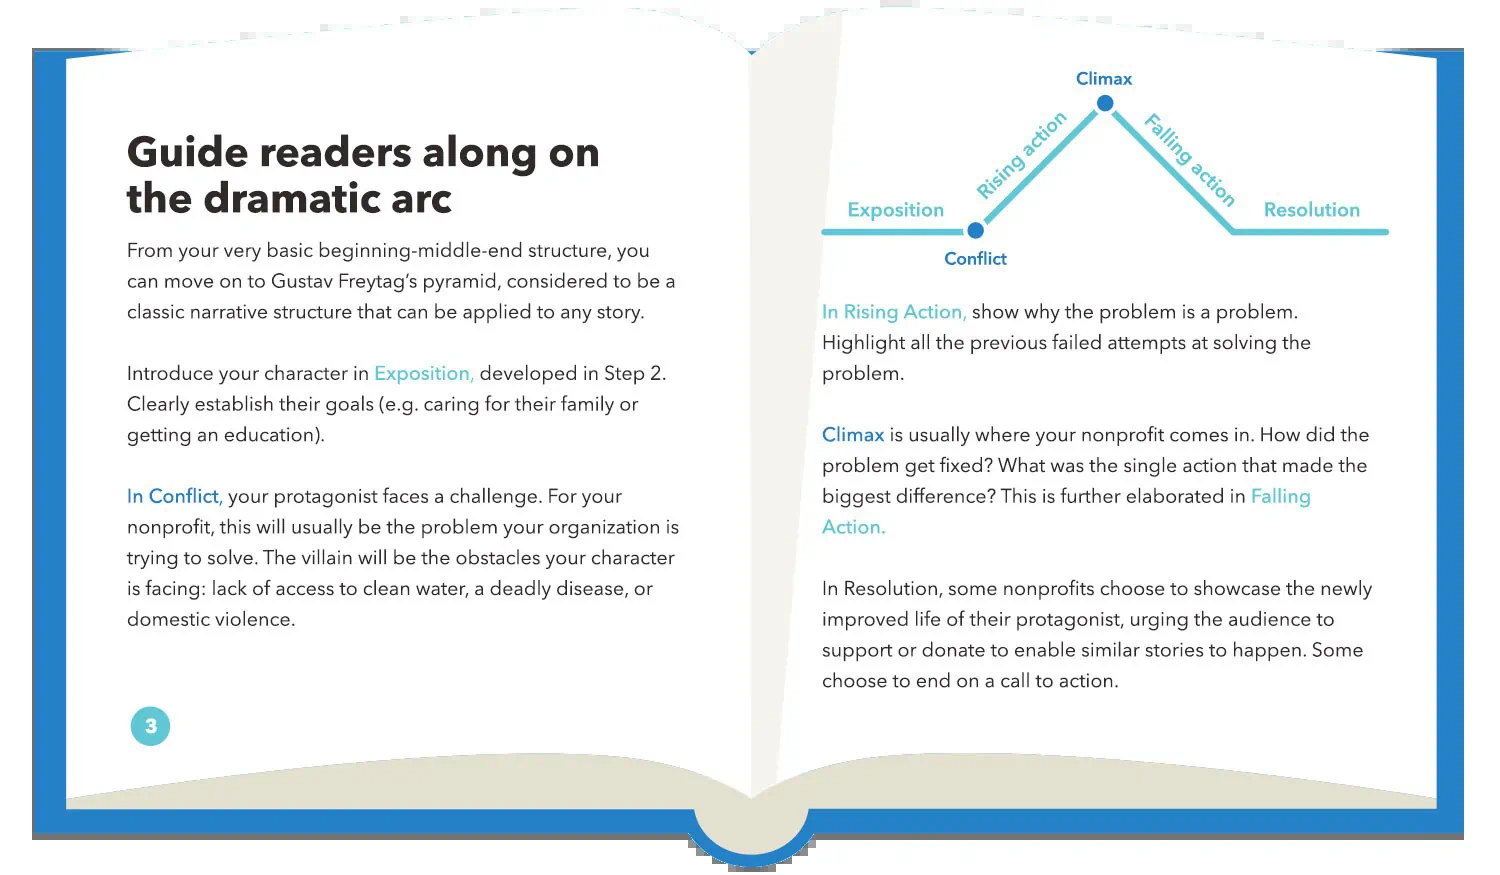 Guide readers along on
the dramatic arc
From your very basic beginning-middle-end structure, you
can move on to Gustav Freytag’s pyramid, considered to be a
classic narrative structure that can be applied to any story.
Introduce your character in Exposition, developed in Step 2.
Clearly establish their goals (e.g. caring for their family or
getting an education).
In Conflict, your protagonist faces a challenge. For your
nonprofit, this will usually be the problem your organization is
trying to solve. The villain will be the obstacles your character
is facing: lack of access to clean water, a deadly disease, or
domestic violence.
3
Climax
Rising action
Falling action
Exposition
Resolution
Conflict
In Rising Action, show why the problem is a problem.
Highlight all the previous failed attempts at solving the
problem.
Climax is usually where your nonprofit comes in. How did the
problem get fixed? What was the single action that made the
biggest difference? This is further elaborated in Falling
Action.
In Resolution, some nonprofits choose to showcase the newly
improved life of their protagonist, urging the audience to
support or donate to enable similar stories to happen. Some
choose to end on a call to action.